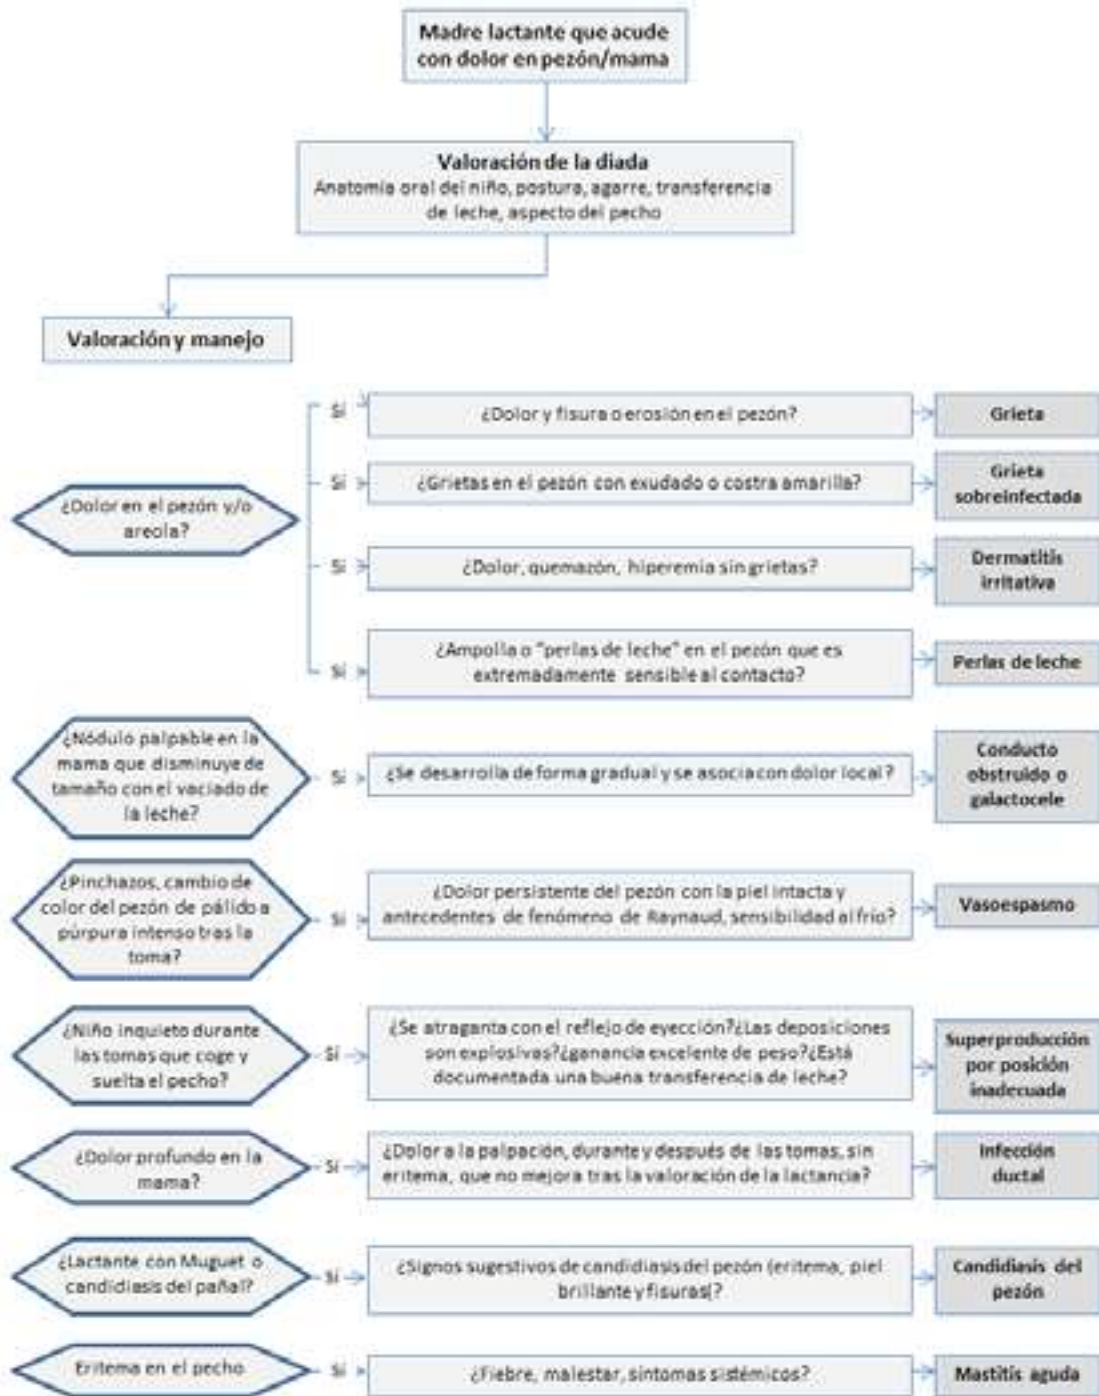 Madre lactante que acude
con dolor en pezón/mama
Valoración de la diada
Anatomía oral del niño, postura, agarre, transferencia
de leche, aspecto del pecho
Valoración y manejo
¿Dolor en el pezón y/o
areola?
Sí
¿Dolor y fisura o erosión en el pezón?
Grieta
Sí
¿Grietas en el pezón con exudado o costra amarilla?
Grieta
sobreinfectada
Sí
¿Dolor, quemazón, hiperemia sin grietas?
Dermatitis
irritativa
Sí
¿Ampolla o "perlas de leche" en el pezón que es
extremadamente sensible al contacto?
Perlas de leche
¿Nódulo palpable en la
mama que disminuye de
tamaño con el vaciado de
la leche?
Sí
¿Se desarrolla de forma gradual y se asocia con dolor local?
Conducto
obstruido o
galactocele
¿Pinchazos, cambio de
color del pezón de pálido a
púrpura intenso tras la
toma?
Sí
¿Dolor persistente del pezón con la piel intacta y
antecedentes de fenómeno de Raynaud, sensibilidad al frío?
Vasoespasmo
¿Niño inquieto durante
las tomas que coge y
suelta el pecho?
Sí
¿Se atraganta con el reflejo de eyección?¿Las deposiciones
son explosivas?¿ganancia excelente de peso?¿Está
documentada una buena transferencia de leche?
Superproducción
por posición
inadecuada
¿Dolor profundo en la
mama?
Sí
¿Dolor a la palpación, durante y después de las tomas, sin
eritema, que no mejora tras la valoración de la lactancia?
Infección
ductal
¿Lactante con Muguet o
candidiasis del pañal?
Sí
¿Signos sugestivos de candidiasis del pezón (eritema, piel
brillante y fisuras(?
Candidiasis del
pezón
Eritema en el pecho
Sí
¿Fiebre, malestar, síntomas sistémicos?
Mastitis aguda